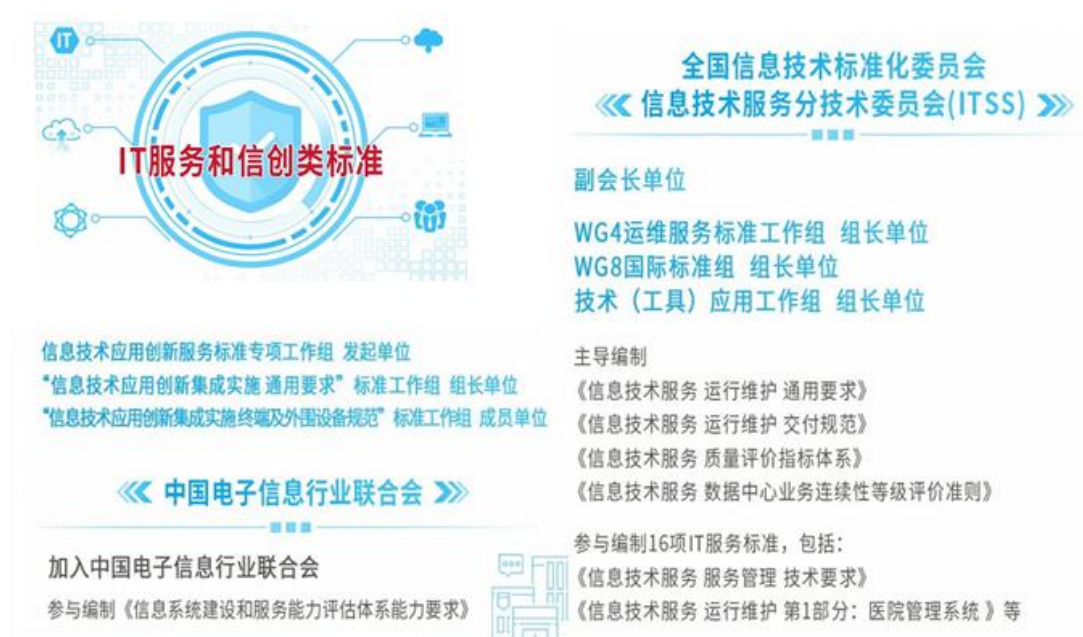 IT
IT服务和信创类标准
信息技术应用创新服务标准专项工作组 发起单位
“信息技术应用创新集成实施 通用要求”标准工作组 组长单位
“信息技术应用创新集成实施 终端及外围设备规范”标准工作组 成员单位
中国电子信息行业联合会
加入中国电子信息行业联合会
参与编制《信息系统建设和服务能力评估体系能力要求》
全国信息技术标准化委员会
信息技术服务分技术委员会(ITSS)
副会长单位
WG4运维服务标准工作组 组长单位
WG8国际标准组 组长单位
技术（工具）应用工作组 组长单位
主导编制
《信息技术服务 运行维护 通用要求》
《信息技术服务 运行维护 交付规范》
《信息技术服务 质量评价指标体系》
《信息技术服务 数据中心业务连续性等级评价准则》
参与编制16项IT服务标准，包括：
《信息技术服务 服务管理 技术要求》
《信息技术服务 运行维护 第1部分：医院管理系统 》等